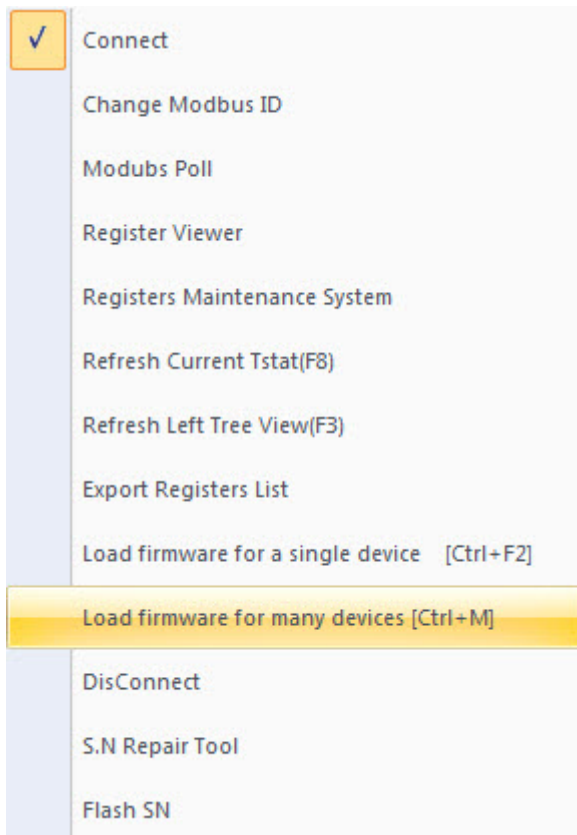 Connect
Change Modbus ID
Modubs Poll
Register Viewer
Registers Maintenance System
Refresh Current Tstat(F8)
Refresh Left Tree View(F3)
Export Registers List
Load firmware for a single device [Ctrl+F2]
Load firmware for many devices [Ctrl+M]
DisConnect
S.N Repair Tool
Flash SN